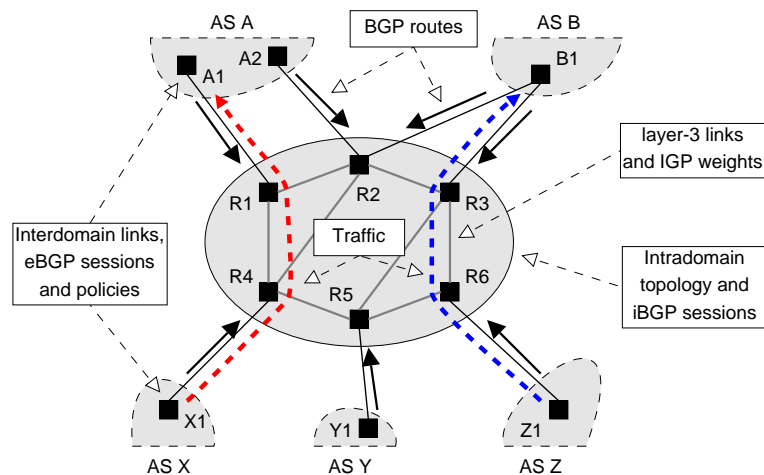 AS A
BGP routes
AS B
A1
A2
B1
layer-3 links
and IGP weights
R1
R2
R3
Interdomain links,
eBGP sessions
and policies
Traffic
Intradomain
topology and
iBGP sessions
R4
R5
R6
X1
Y1
Z1
AS X
AS Y
AS Z